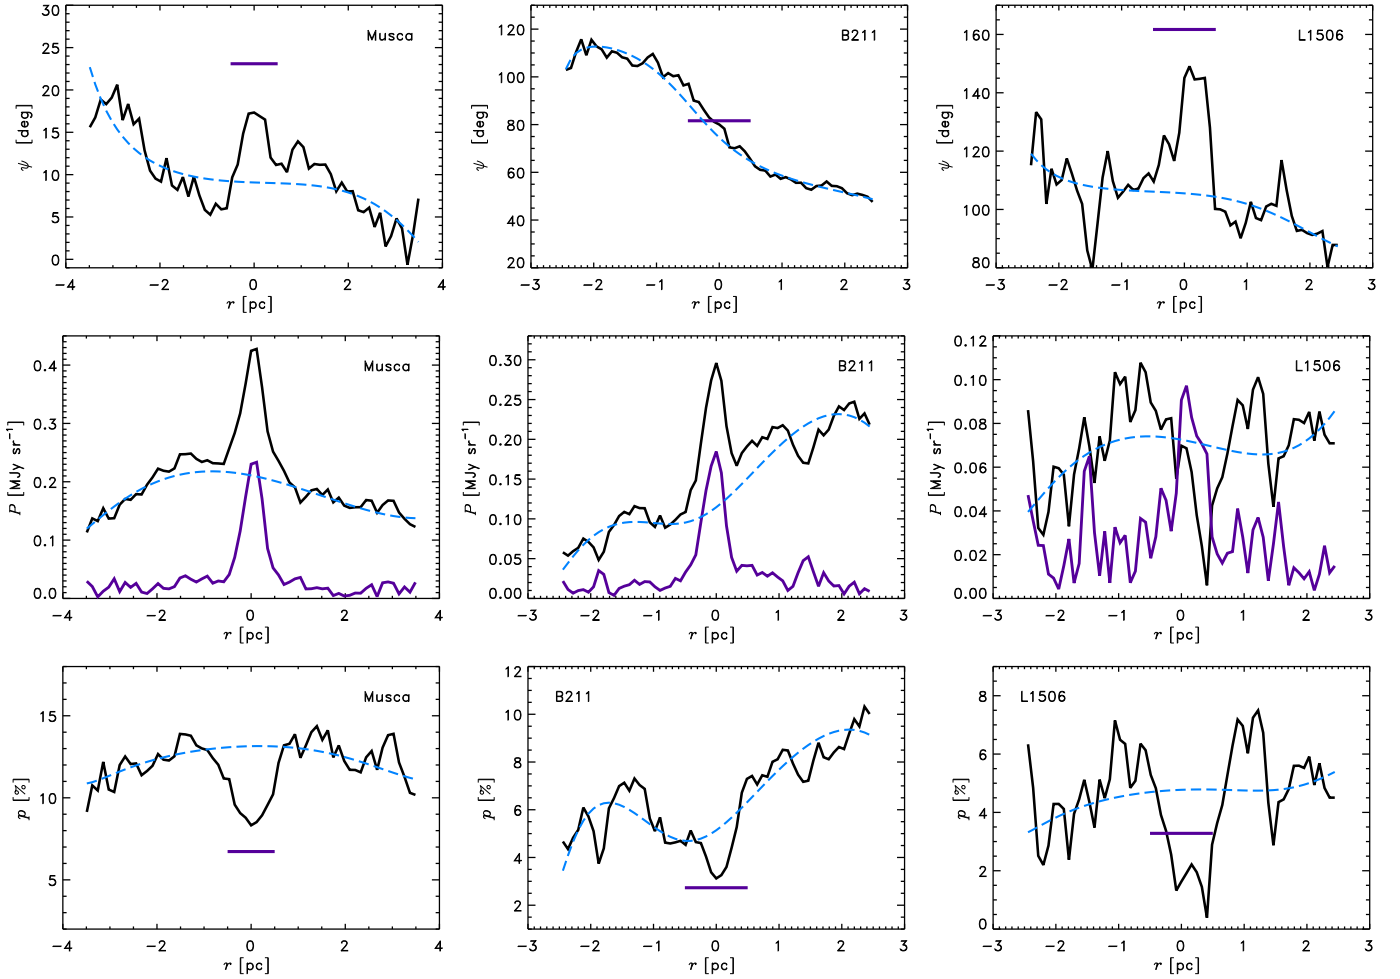 30
25
20
15
10
5
0
ψ [deg]
Musca
−4 −2 0 2 4
r [pc]
120
100
80
60
40
20
ψ [deg]
B211
−3 −2 −1 0 1 2 3
r [pc]
160
140
120
100
80
ψ [deg]
L1506
−3 −2 −1 0 1 2 3
r [pc]
0.4
0.3
0.2
0.1
0.0
P [MJy sr⁻¹]
Musca
−4 −2 0 2 4
r [pc]
0.30
0.25
0.20
0.15
0.10
0.05
0.00
P [MJy sr⁻¹]
B211
−3 −2 −1 0 1 2 3
r [pc]
0.12
0.10
0.08
0.06
0.04
0.02
0.00
P [MJy sr⁻¹]
L1506
−3 −2 −1 0 1 2 3
r [pc]
15
10
5
p [%]
Musca
−4 −2 0 2 4
r [pc]
12
10
8
6
4
2
p [%]
B211
−3 −2 −1 0 1 2 3
r [pc]
8
6
4
2
0
p [%]
L1506
−3 −2 −1 0 1 2 3
r [pc]